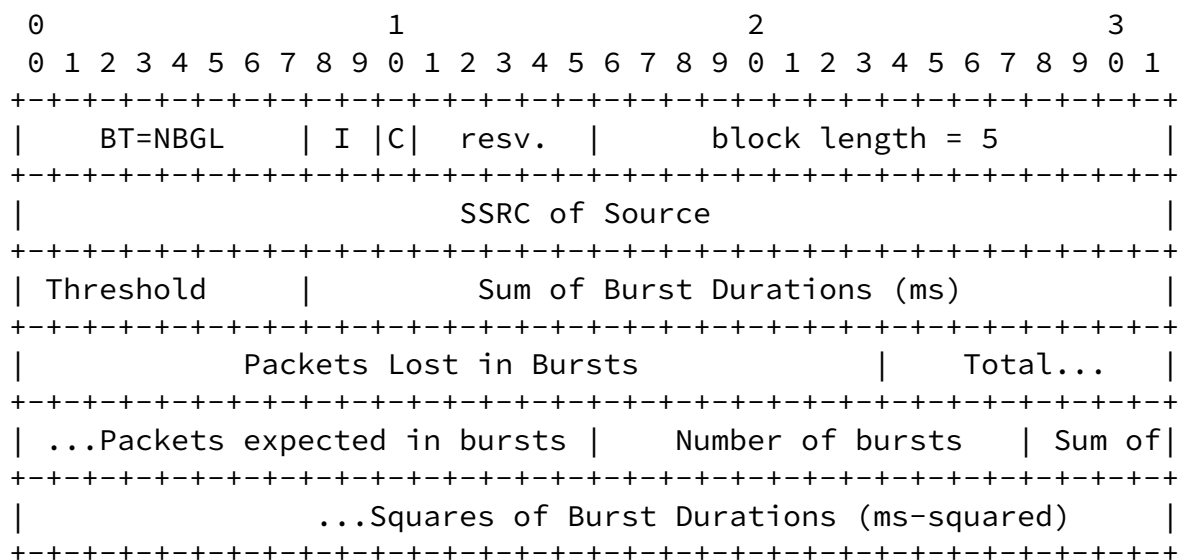 0                   1                   2                   3
 0 1 2 3 4 5 6 7 8 9 0 1 2 3 4 5 6 7 8 9 0 1 2 3 4 5 6 7 8 9 0 1
+-+-+-+-+-+-+-+-+-+-+-+-+-+-+-+-+-+-+-+-+-+-+-+-+-+-+-+-+-+-+-+-+
|    BT=NBGL    | I |C|  resv.  |      block length = 5         |
+-+-+-+-+-+-+-+-+-+-+-+-+-+-+-+-+-+-+-+-+-+-+-+-+-+-+-+-+-+-+-+-+
|                        SSRC of Source                         |
+-+-+-+-+-+-+-+-+-+-+-+-+-+-+-+-+-+-+-+-+-+-+-+-+-+-+-+-+-+-+-+-+
| Threshold     |         Sum of Burst Durations (ms)           |
+-+-+-+-+-+-+-+-+-+-+-+-+-+-+-+-+-+-+-+-+-+-+-+-+-+-+-+-+-+-+-+-+
|            Packets Lost in Bursts             |    Total...   |
+-+-+-+-+-+-+-+-+-+-+-+-+-+-+-+-+-+-+-+-+-+-+-+-+-+-+-+-+-+-+-+-+
| ...Packets expected in bursts |    Number of bursts   | Sum of|
+-+-+-+-+-+-+-+-+-+-+-+-+-+-+-+-+-+-+-+-+-+-+-+-+-+-+-+-+-+-+-+-+
|                ...Squares of Burst Durations (ms-squared)     |
+-+-+-+-+-+-+-+-+-+-+-+-+-+-+-+-+-+-+-+-+-+-+-+-+-+-+-+-+-+-+-+-+